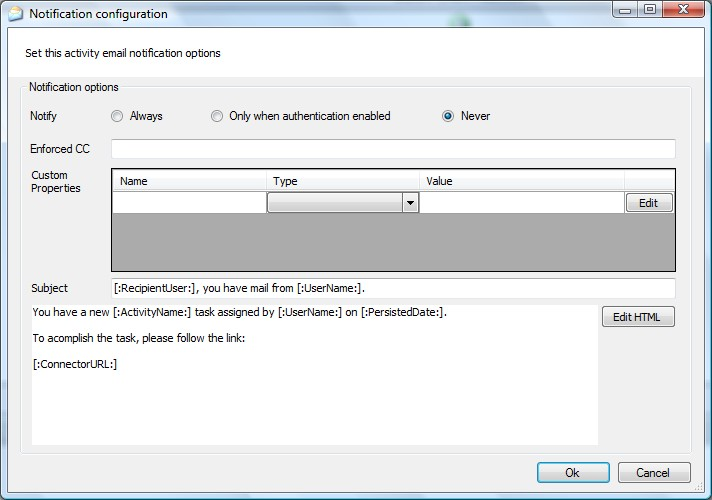 Notification configuration
Set this activity email notification options
Notification options
Notify Always Only when authentication enabled Never
Enforced CC
Custom Properties
Name Type Value
Edit
Subject [:RecipientUser:], you have mail from [:UserName:].
You have a new [:ActivityName:] task assigned by [:UserName:] on [:PersistedDate:].
Edit HTML
To acomplish the task, please follow the link:
[:ConnectorURL:]
Ok Cancel